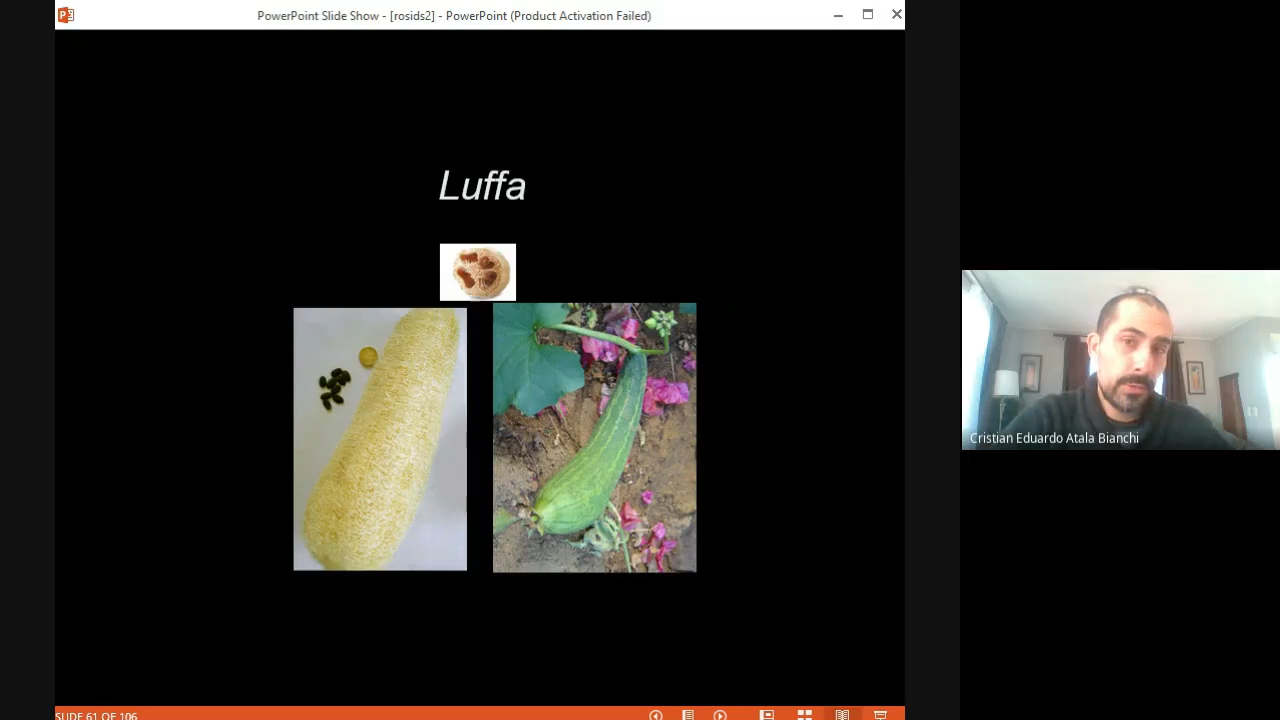 PowerPoint Slide Show - [rosids2] - PowerPoint (Product Activation Failed)
Luffa
Cristian Eduardo Atala Bianchi
SLIDE 61 OF 106